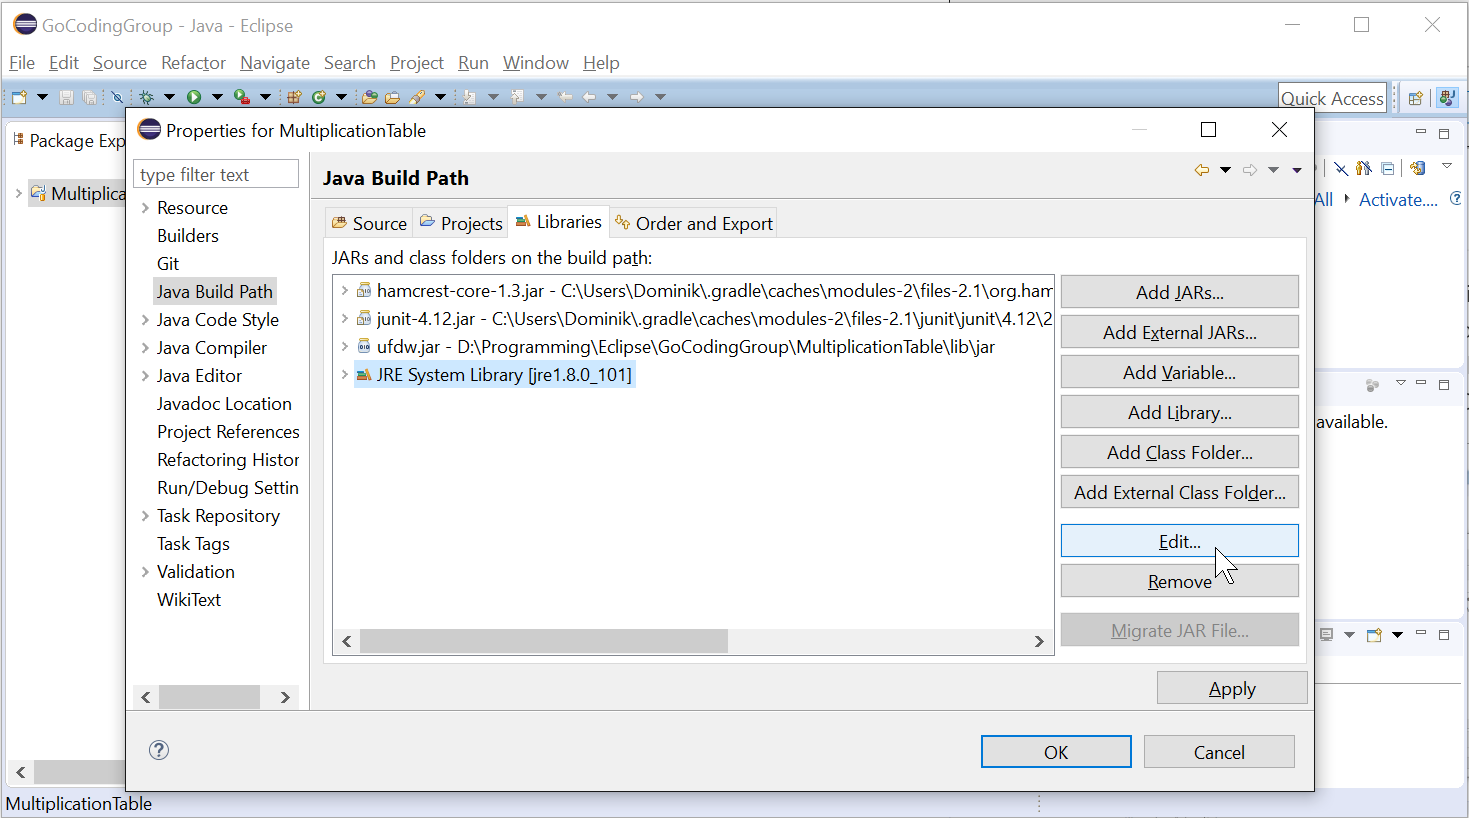 GoCodingGroup - Java - Eclipse
File Edit Source Refactor Navigate Search Project Run Window Help
Quick Access
Package Exp
Properties for MultiplicationTable
type filter text
Java Build Path
Multiplica
All Activate....
Resource
Builders
Git
Java Build Path
Java Code Style
Java Compiler
Java Editor
Javadoc Location
Project References
Refactoring Histor
Run/Debug Settin
Task Repository
Task Tags
Validation
WikiText
Source Projects Libraries Order and Export
JARs and class folders on the build path:
hamcrest-core-1.3.jar - C:\Users\Dominik\.gradle\caches\modules-2\files-2.1\org.ham
junit-4.12.jar - C:\Users\Dominik\.gradle\caches\modules-2\files-2.1\junit\junit\4.12\2
ufdw.jar - D:\Programming\Eclipse\GoCodingGroup\MultiplicationTable\lib\jar
JRE System Library [jre1.8.0_101]
Add JARs...
Add External JARs...
Add Variable...
Add Library...
Add Class Folder...
Add External Class Folder...
Edit...
Remove
Migrate JAR File...
available.
Apply
OK Cancel
MultiplicationTable